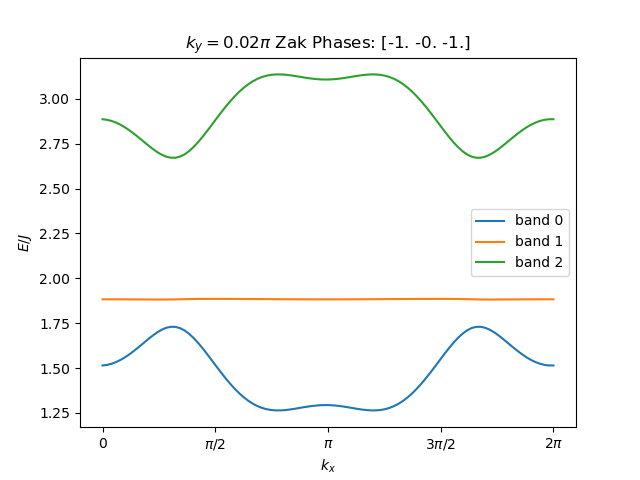 $k_y = 0.02\pi$ Zak Phases: [-1. -0. -1.]
3.00
2.75
2.50
2.25
2.00
1.75
1.50
1.25
E/J
band 0
band 1
band 2
0 π/2 π 3π/2 2π
$k_x$